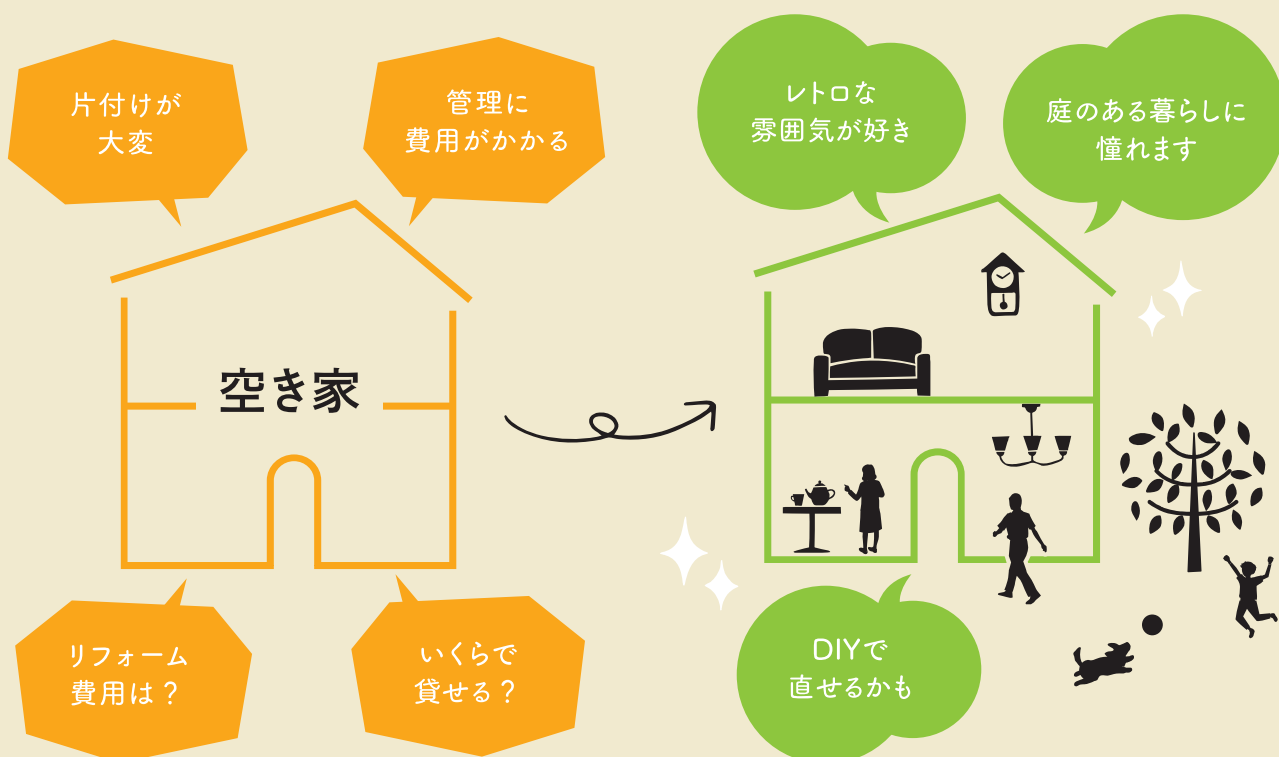 片付けが
大変
管理に
費用がかかる
空き家
リフォーム
費用は？
いくらで
貸せる？
レトロな
雰囲気が好き
庭のある暮らしに
憧れます
DIYで
直せるかも